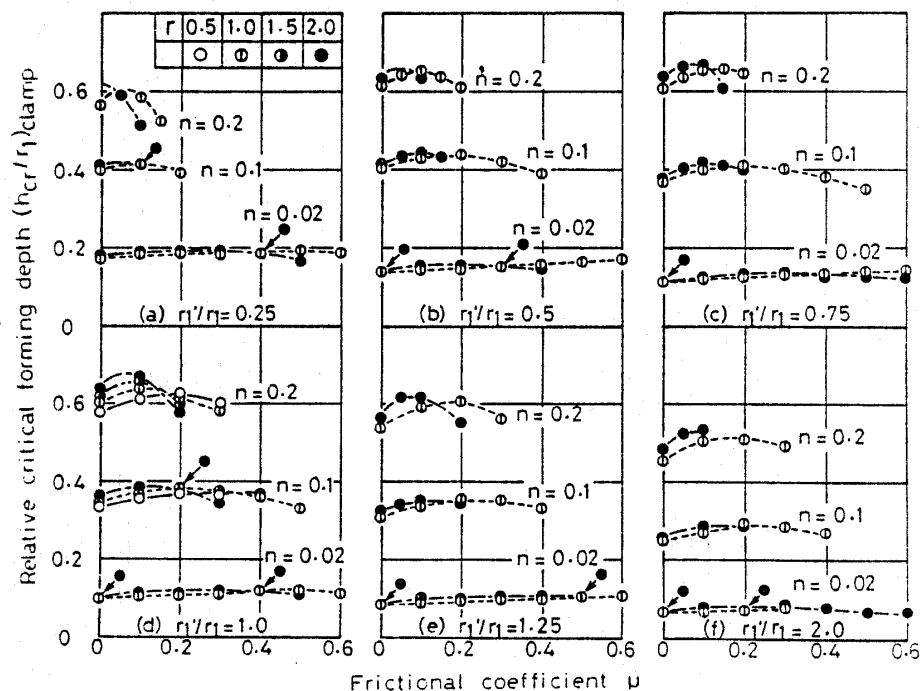 r 0.5 1.0 1.5 2.0
Relative critical forming depth (hcr/r1)clamp
0.6
0.4
0.2
0
n = 0.2
n = 0.1
n = 0.02
(a) r1'/r1 = 0.25
n = 0.2
n = 0.1
n = 0.02
(b) r1'/r1 = 0.5
n = 0.2
n = 0.1
n = 0.02
(c) r1'/r1 = 0.75
0.6
0.4
0.2
0
n = 0.2
n = 0.1
n = 0.02
(d) r1'/r1 = 1.0
n = 0.2
n = 0.1
n = 0.02
(e) r1'/r1 = 1.25
n = 0.2
n = 0.1
n = 0.02
(f) r1'/r1 = 2.0
0 0.2 0.4 0.6 0 0.2 0.4 0 0.2 0.4 0.6
Frictional coefficient μ